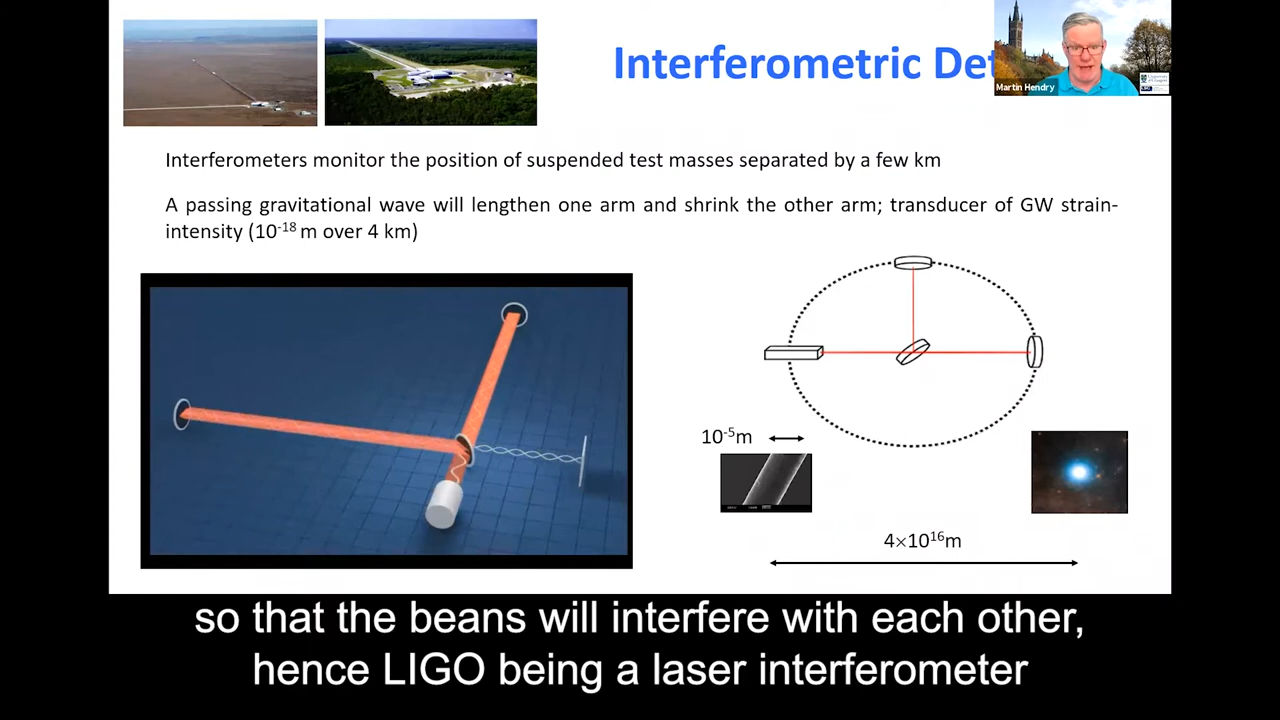 Interferometric Det
Martin Hendry
Interferometers monitor the position of suspended test masses separated by a few km
A passing gravitational wave will lengthen one arm and shrink the other arm; transducer of GW strain-
intensity (10⁻¹⁸ m over 4 km)
10⁻⁵m
4×10¹⁶m
so that the beans will interfere with each other,
hence LIGO being a laser interferometer